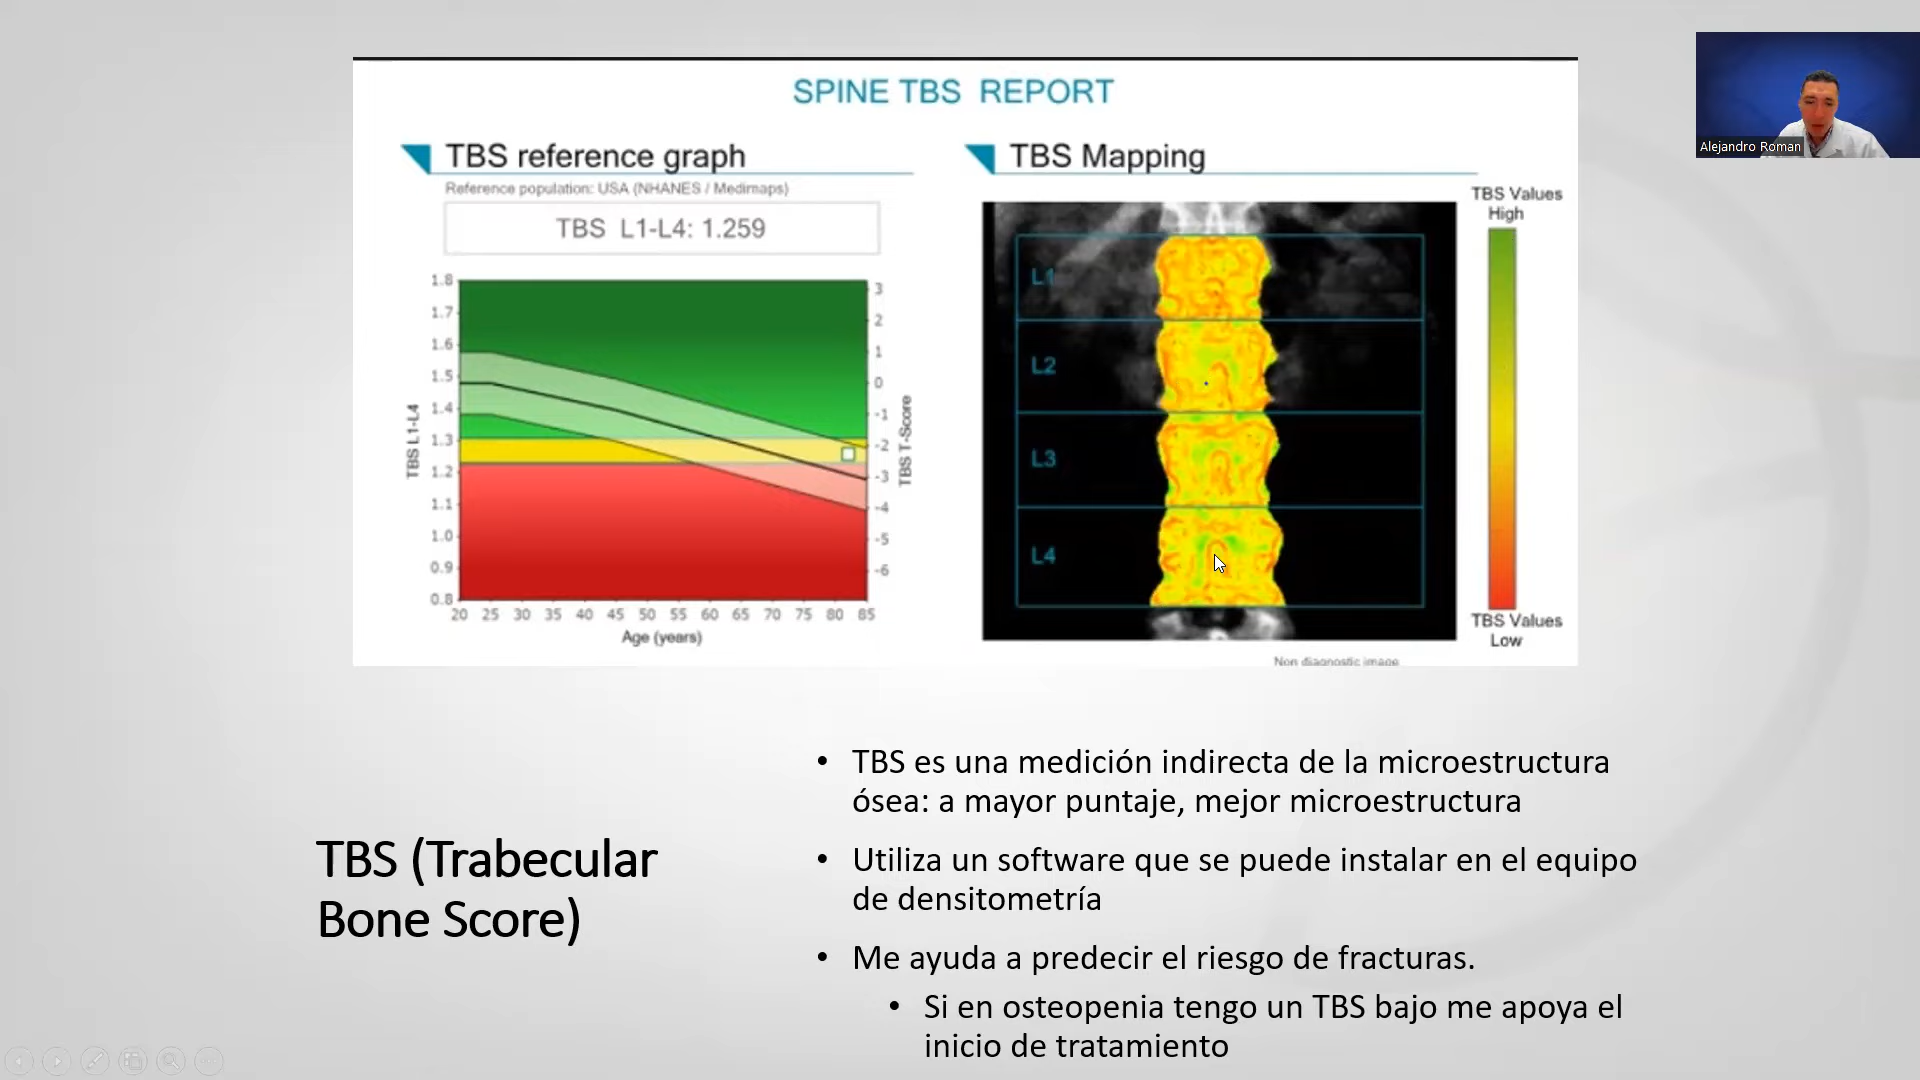 SPINE TBS REPORT
TBS reference graph
Reference population: USA (NHANES / Medimaps)
TBS L1-L4: 1.259
1.8
1.7
1.6
1.5
1.4
1.3
1.2
1.1
1.0
0.9
0.8
TBS L1-L4
3
2
1
0
-1
-2
-3
-4
-5
-6
TBS T-Score
20 25 30 35 40 45 50 55 60 65 70 75 80 85
Age (years)
TBS Mapping
L1
L2
L3
L4
TBS Values
High
TBS Values
Low
Non diagnostic image
Alejandro Roman
TBS (Trabecular
Bone Score)
• TBS es una medición indirecta de la microestructura
ósea: a mayor puntaje, mejor microestructura
• Utiliza un software que se puede instalar en el equipo
de densitometría
• Me ayuda a predecir el riesgo de fracturas.
• Si en osteopenia tengo un TBS bajo me apoya el
inicio de tratamiento